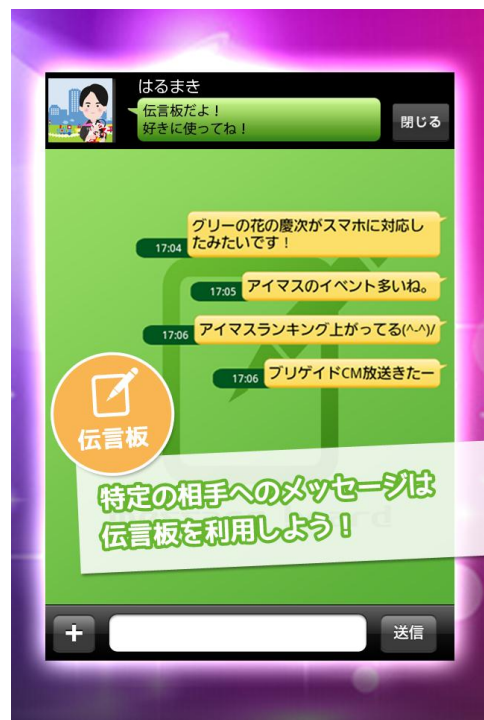 はるまき
伝言板だよ！
好きに使ってね！
閉じる
グリーの花の慶次がスマホに対応し
たみたいです！
17:04
アイマスのイベント多いね。
17:05
アイマスランキング上がってる(^-^)/
17:06
ブリゲイドCM放送きたー
17:06
伝言板
特定の相手へのメッセージは
伝言板を利用しよう！
+
送信